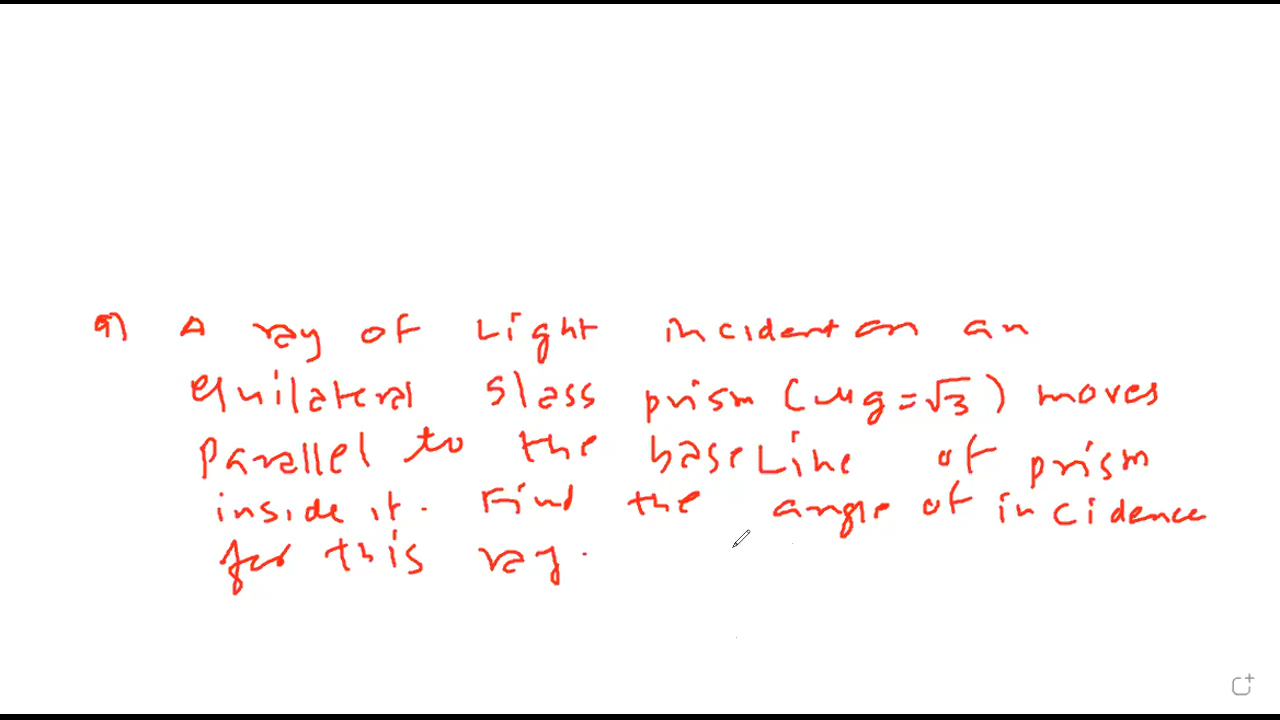 9) A ray of Light incident on an
equilateral glass prism (μg = √3) moves
parallel to the baseLine of prism
inside it. Find the angle of incidence
for this ray.